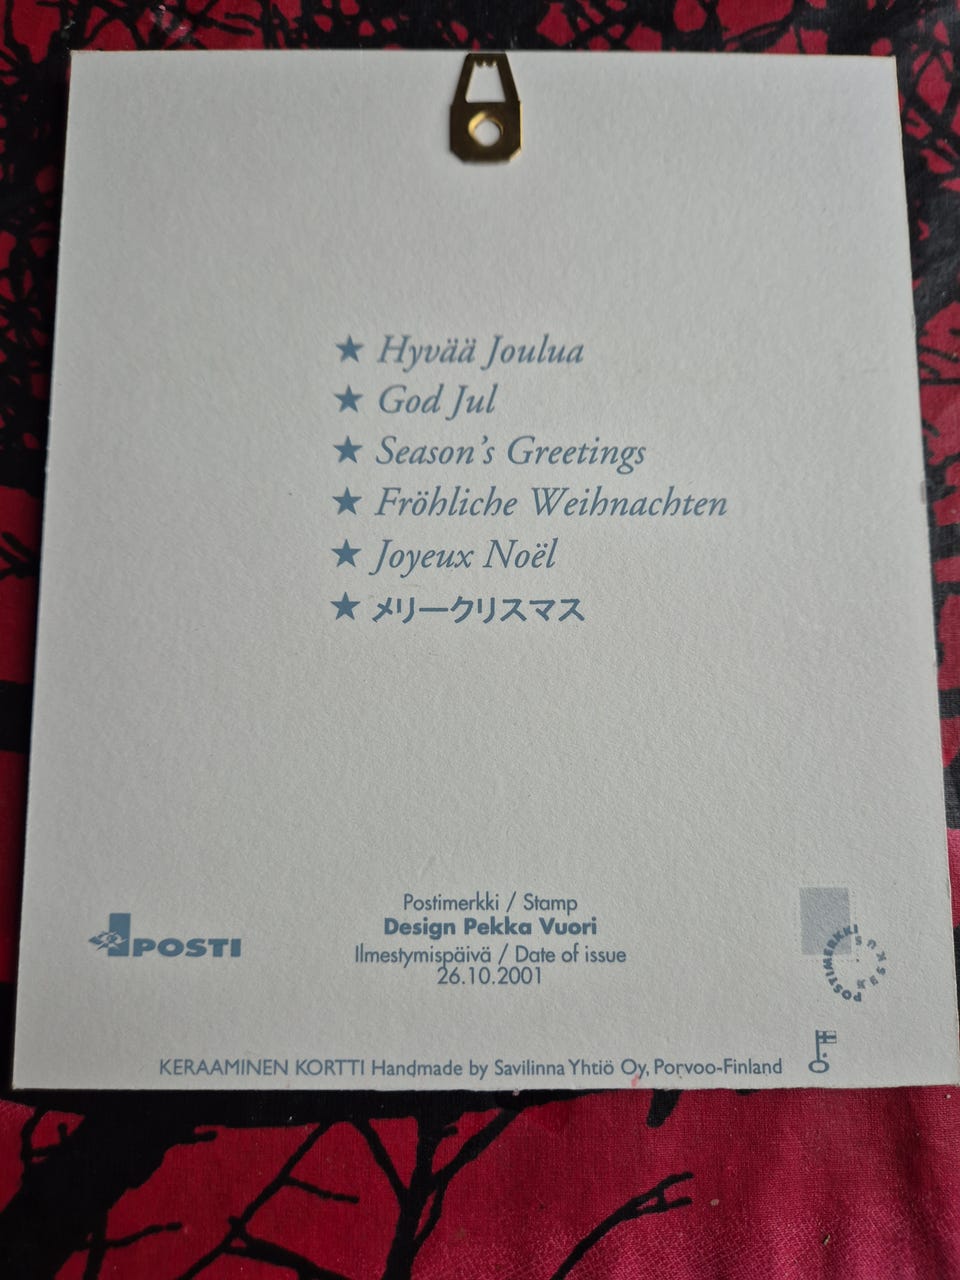 ★ Hyvää Joulua
★ God Jul
★ Season's Greetings
★ Fröhliche Weihnachten
★ Joyeux Noël
★ メリークリスマス
POSTI
Postimerkki / Stamp
Design Pekka Vuori
Ilmestymispäivä / Date of issue
26.10.2001
POSTIMERKKI
KERAAMINEN KORTTI Handmade by Savilinna Yhtiö Oy, Porvoo-Finland